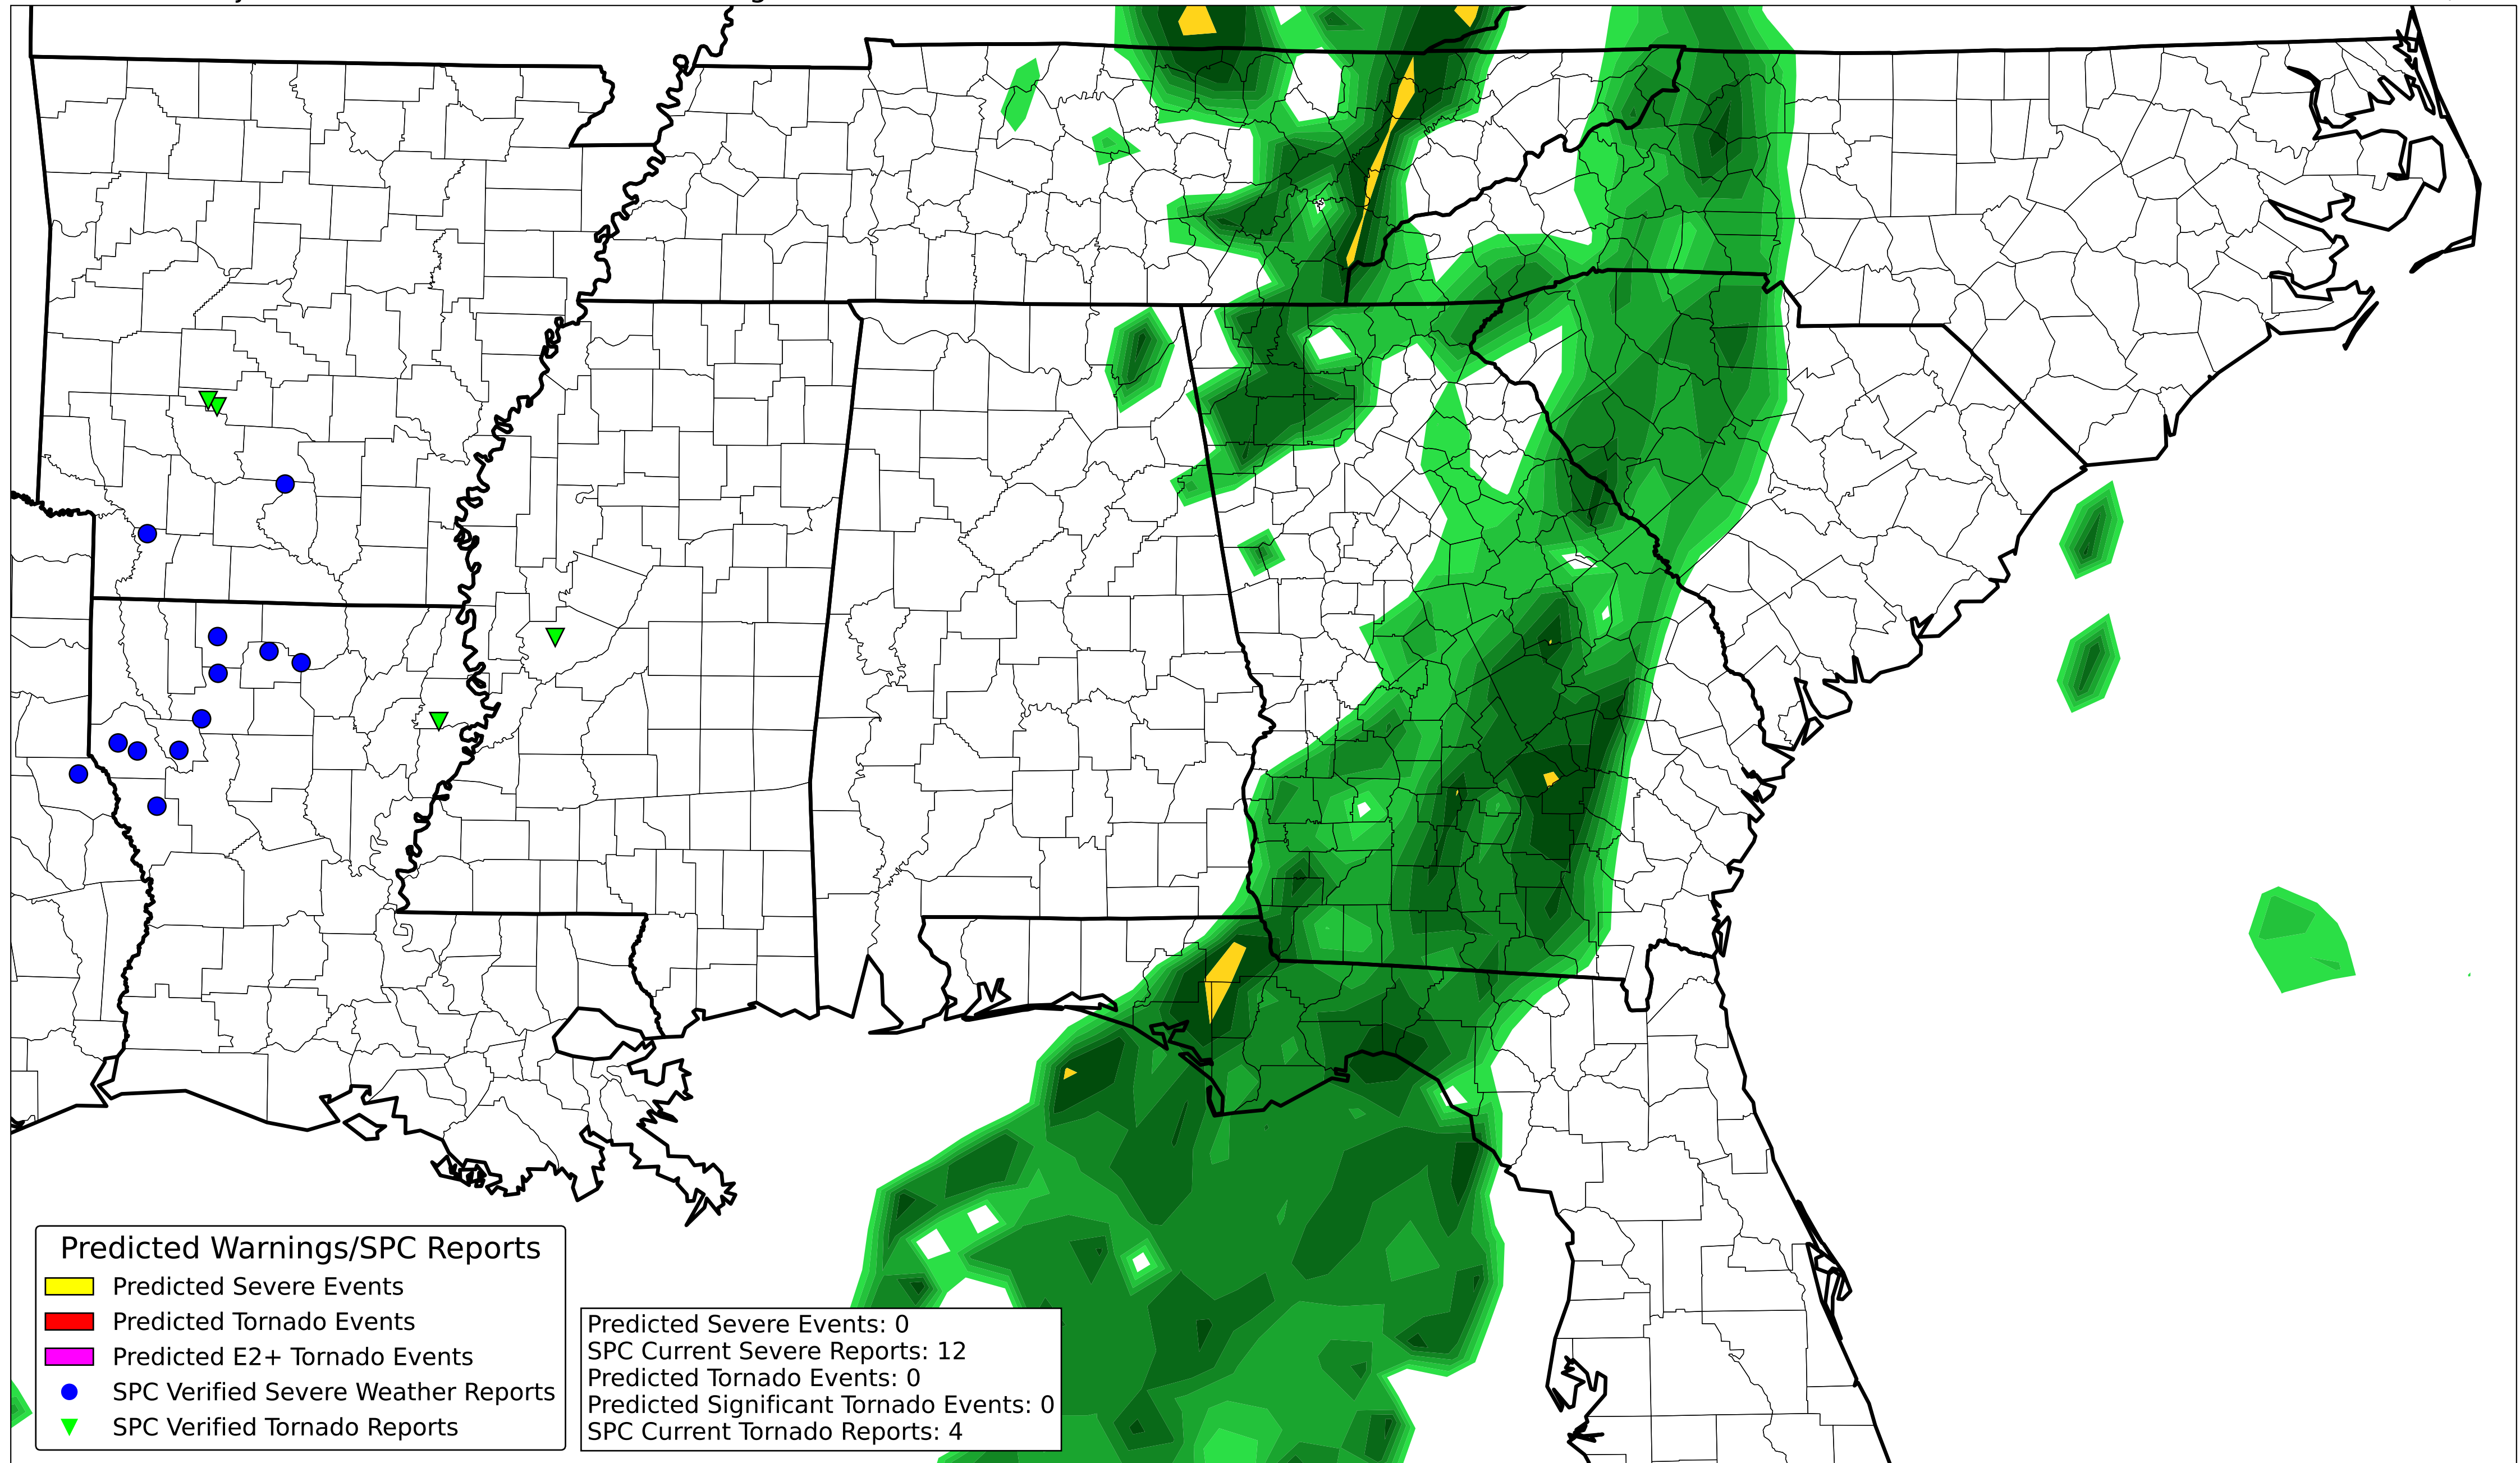 Predicted Warnings/SPC Reports
Predicted Severe Events
Predicted Tornado Events
Predicted E2+ Tornado Events
SPC Verified Severe Weather Reports
SPC Verified Tornado Reports
Predicted Severe Events: 0
SPC Current Severe Reports: 12
Predicted Tornado Events: 0
Predicted Significant Tornado Events: 0
SPC Current Tornado Reports: 4